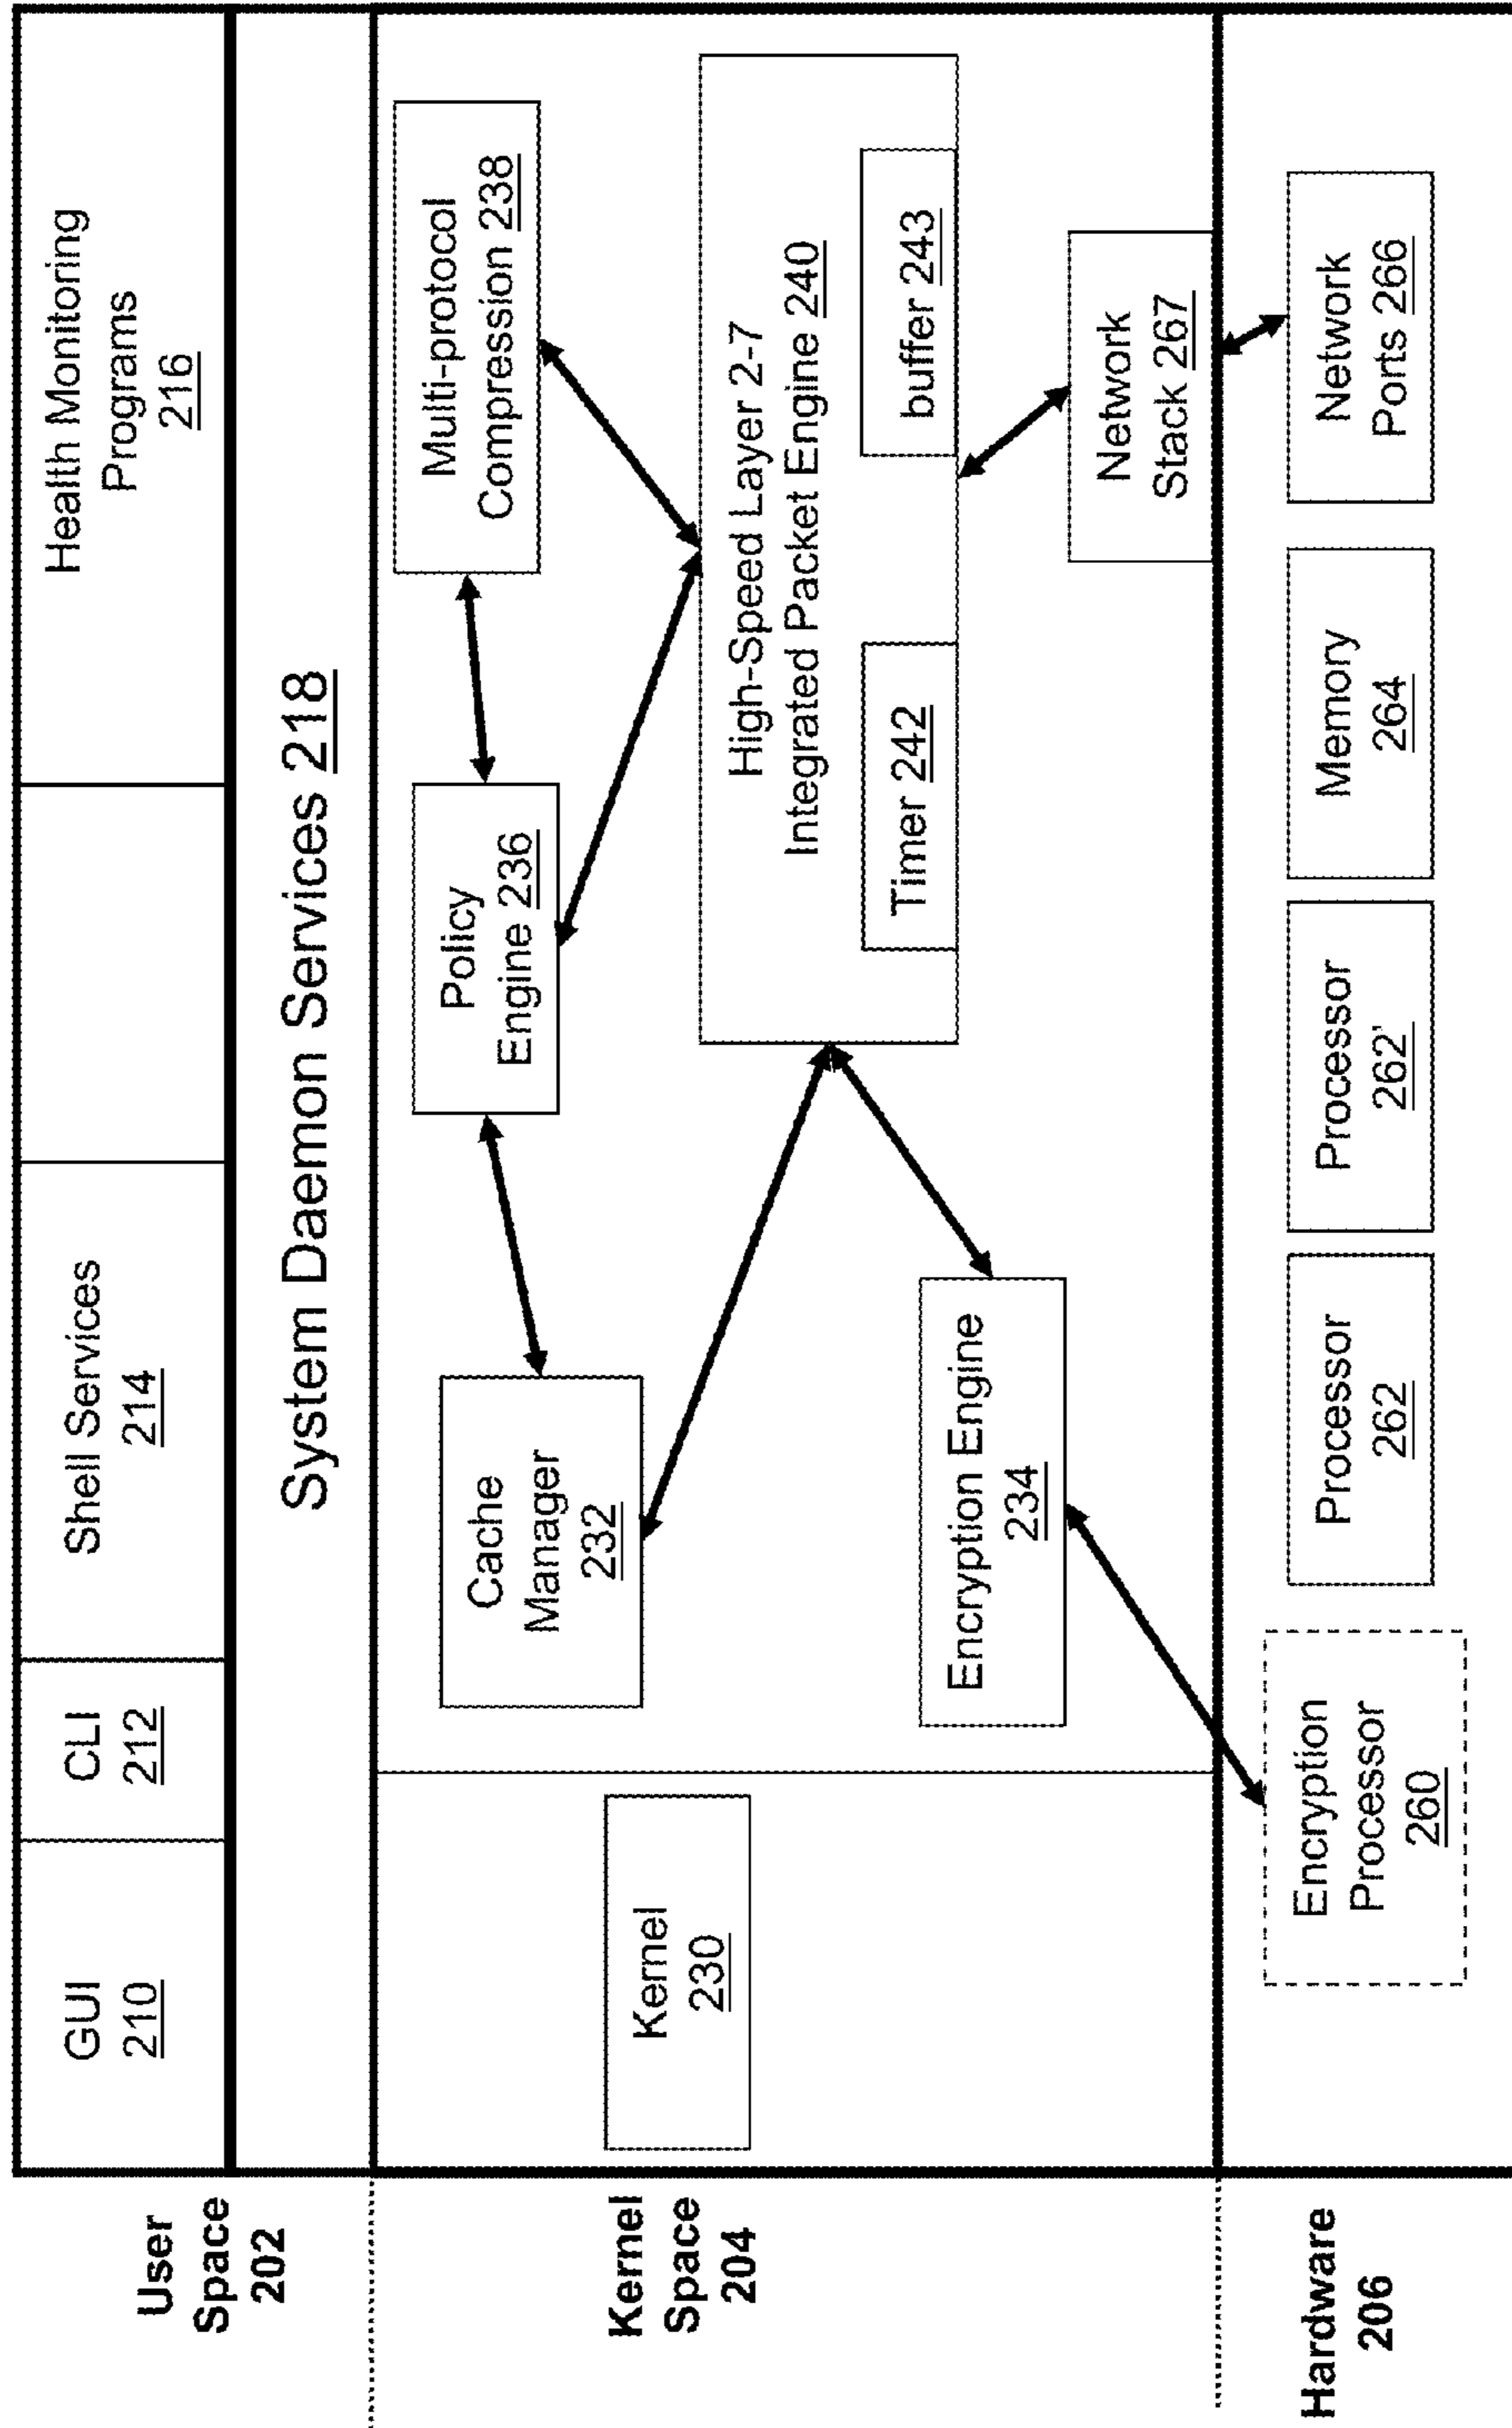 User
Space
202
GUI
210
CLI
212
Shell Services
214
Health Monitoring
Programs
216
System Daemon Services 218
Kernel
Space
204
Kernel
230
Cache
Manager
232
Policy
Engine 236
Multi-protocol
Compression 238
High-Speed Layer 2-7
Integrated Packet Engine 240
Timer 242
buffer 243
Encryption Engine
234
Network
Stack 267
Hardware
206
Encryption
Processor
260
Processor
262
Processor
262'
Memory
264
Network
Ports 266